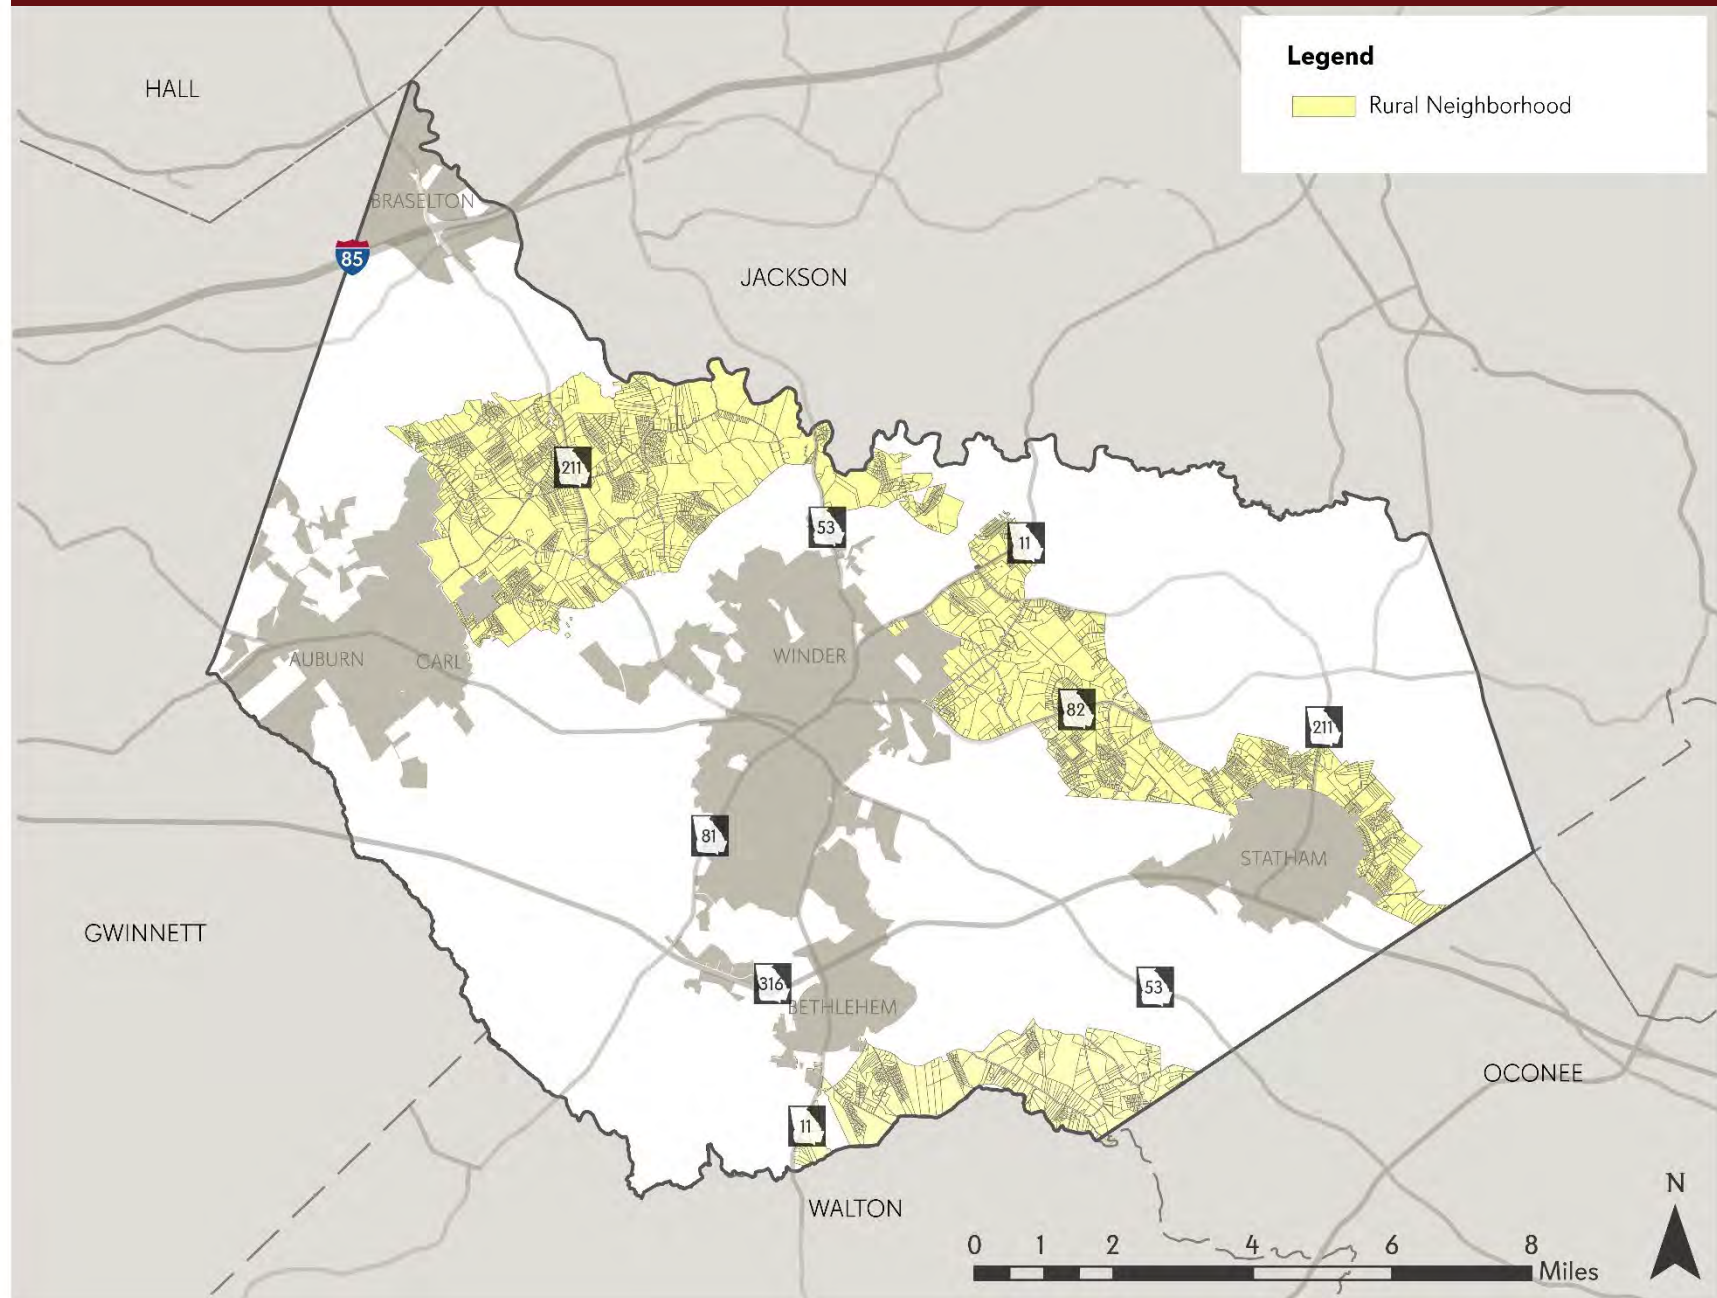 Legend
Rural Neighborhood
HALL
BRASELTON
85
JACKSON
211
53
11
AUBURN
CARL
WINDER
82
211
81
STATHAM
GWINNETT
316
BETHLEHEM
53
OCONEE
11
WALTON
N
0 1 2 4 6 8
Miles